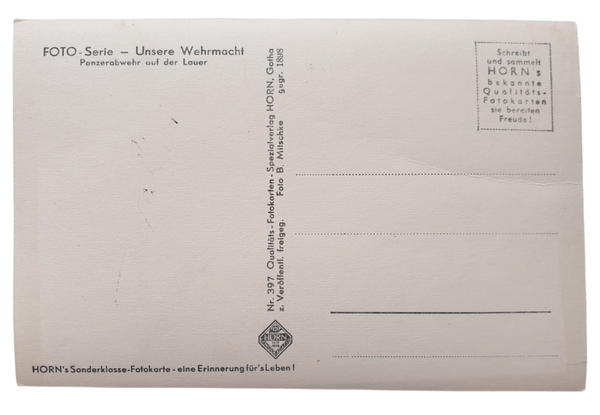 FOTO-Serie — Unsere Wehrmacht
Panzerabwehr auf der Lauer
Schreibt
und sammelt
HORN's
bekannte
Qualitäts-
Fotokarten
sie bereiten
Freude!
Nr. 397 Qualitäts-Fotokarten-Spezialverlag HORN, Gotha
z. Veröffentl. freigeg. Foto B. Mitschke gegr. 1898
HORN
HORN's Sonderklasse-Fotokarte - eine Erinnerung für's Leben!